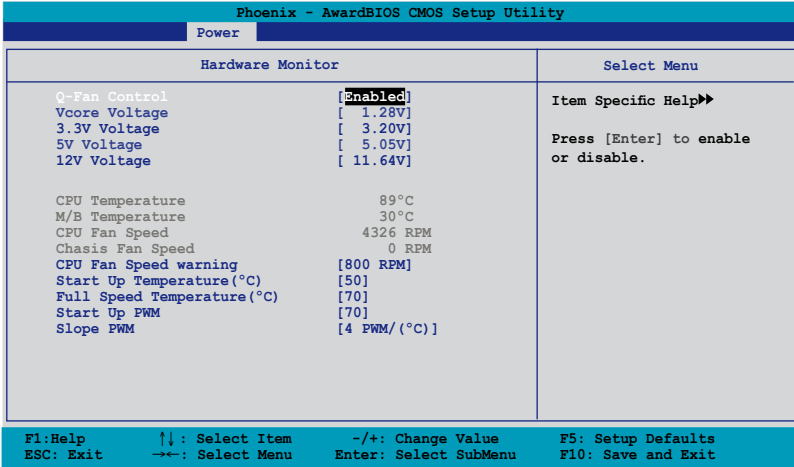 Phoenix - AwardBIOS CMOS Setup Utility
Power
Hardware Monitor
Select Menu
Q-Fan Control [Enabled]
Vcore Voltage [ 1.28V]
3.3V Voltage [ 3.20V]
5V Voltage [ 5.05V]
12V Voltage [ 11.64V]
CPU Temperature 89°C
M/B Temperature 30°C
CPU Fan Speed 4326 RPM
Chasis Fan Speed 0 RPM
CPU Fan Speed warning [800 RPM]
Start Up Temperature(°C) [50]
Full Speed Temperature(°C) [70]
Start Up PWM [70]
Slope PWM [4 PWM/(°C)]
Item Specific Help▶▶
Press [Enter] to enable
or disable.
F1:Help ↑↓: Select Item -/+: Change Value F5: Setup Defaults
ESC: Exit →←: Select Menu Enter: Select SubMenu F10: Save and Exit